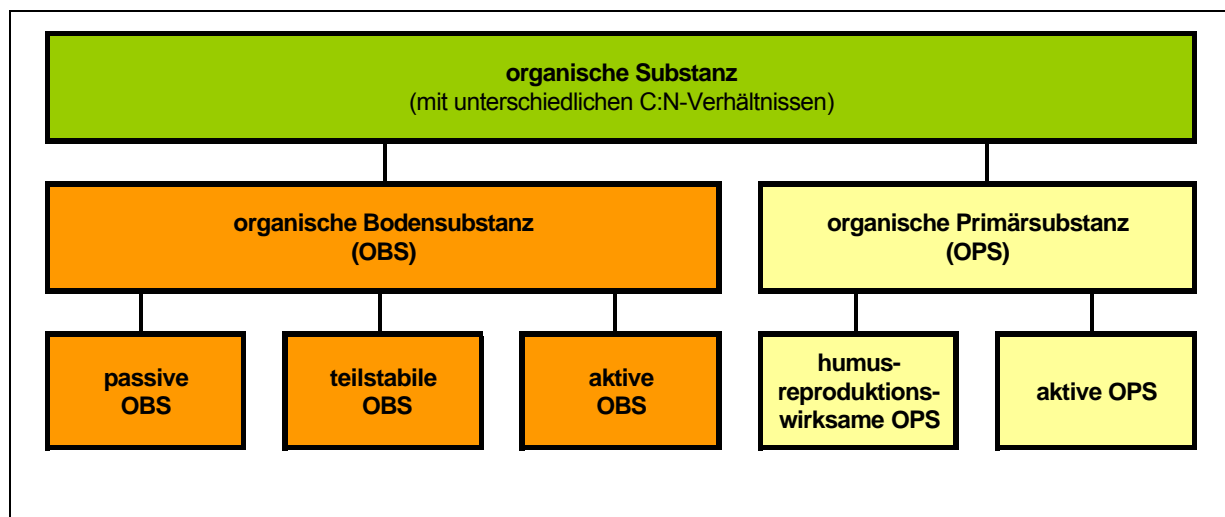 organische Substanz
(mit unterschiedlichen C:N-Verhältnissen)
organische Bodensubstanz
(OBS)
organische Primärsubstanz
(OPS)
passive
OBS
teilstabile
OBS
aktive
OBS
humus-
reproduktions-
wirksame OPS
aktive OPS